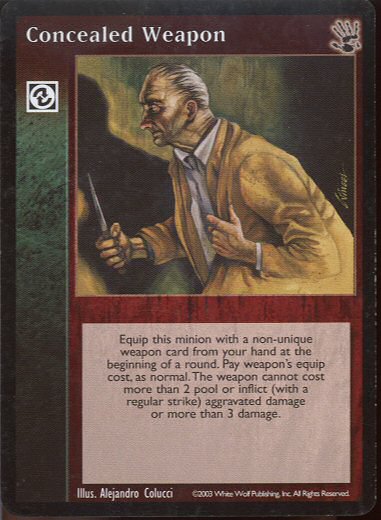 Concealed Weapon
Equip this minion with a non-unique
weapon card from your hand at the
beginning of a round. Pay weapon's equip
cost, as normal. The weapon cannot cost
more than 2 pool or inflict (with a
regular strike) aggravated damage
or more than 3 damage.
Illus. Alejandro Colucci
©2003 White Wolf Publishing, Inc. All Rights Reserved.